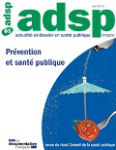 adsp
adsp
actualité et dossier en santé publique
Prévention
et santé publique
La
documentation
Française
revue du Haut Conseil de la santé publique